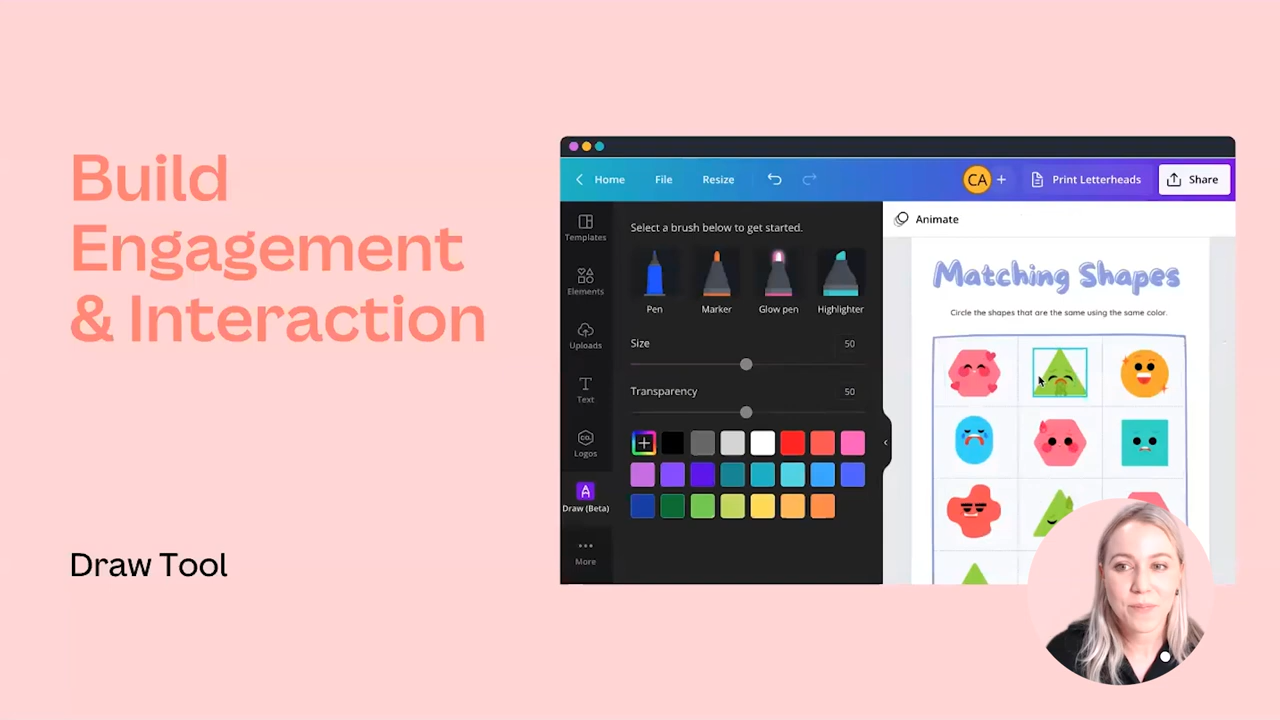 Build
Engagement
& Interaction
Draw Tool
Home
File
Resize
CA
+
Print Letterheads
Share
Templates
Elements
Uploads
Text
CO.
Logos
Draw (Beta)
More
Select a brush below to get started.
Pen
Marker
Glow pen
Highlighter
Size
50
Transparency
50
Animate
Matching Shapes
Circle the shapes that are the same using the same color.